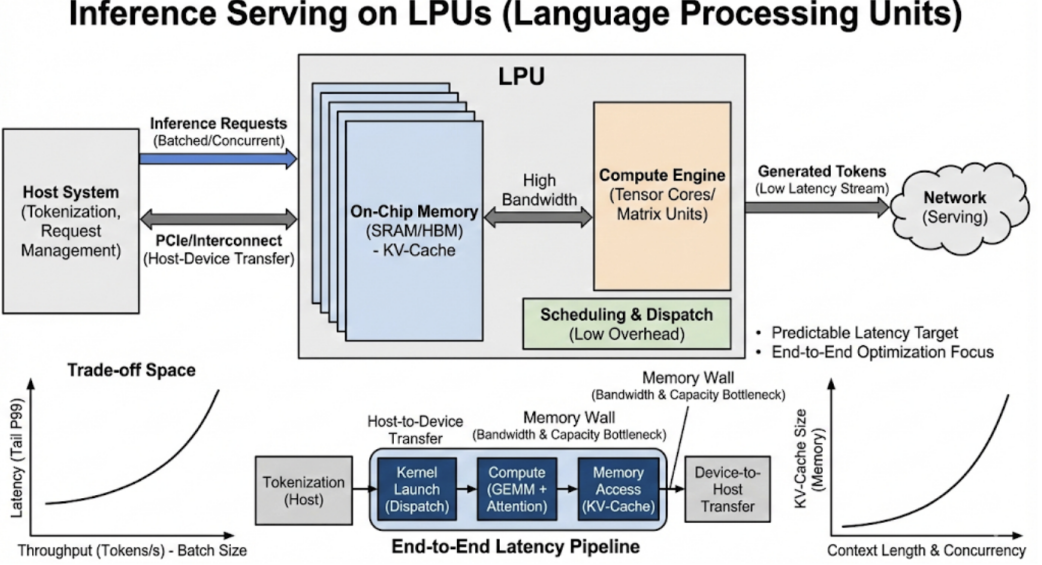 Inference Serving on LPUs (Language Processing Units)
LPU
Host System
(Tokenization,
Request
Management)
Inference Requests
(Batched/Concurrent)
PCIe/Interconnect
(Host-Device Transfer)
On-Chip Memory
(SRAM/HBM)
- KV-Cache
High
Bandwidth
Compute Engine
(Tensor Cores/
Matrix Units)
Scheduling & Dispatch
(Low Overhead)
Generated Tokens
(Low Latency Stream)
Network
(Serving)
• Predictable Latency Target
• End-to-End Optimization Focus
Trade-off Space
Latency (Tail P99)
Throughput (Tokens/s) - Batch Size
Host-to-Device
Transfer
Memory Wall
(Bandwidth & Capacity Bottleneck)
Memory Wall
(Bandwidth & Capacity Bottleneck)
Tokenization
(Host)
Kernel
Launch
(Dispatch)
Compute
(GEMM +
Attention)
Memory
Access
(KV-Cache)
Device-to-
Host
Transfer
End-to-End Latency Pipeline
KV-Cache Size
(Memory)
Context Length & Concurrency